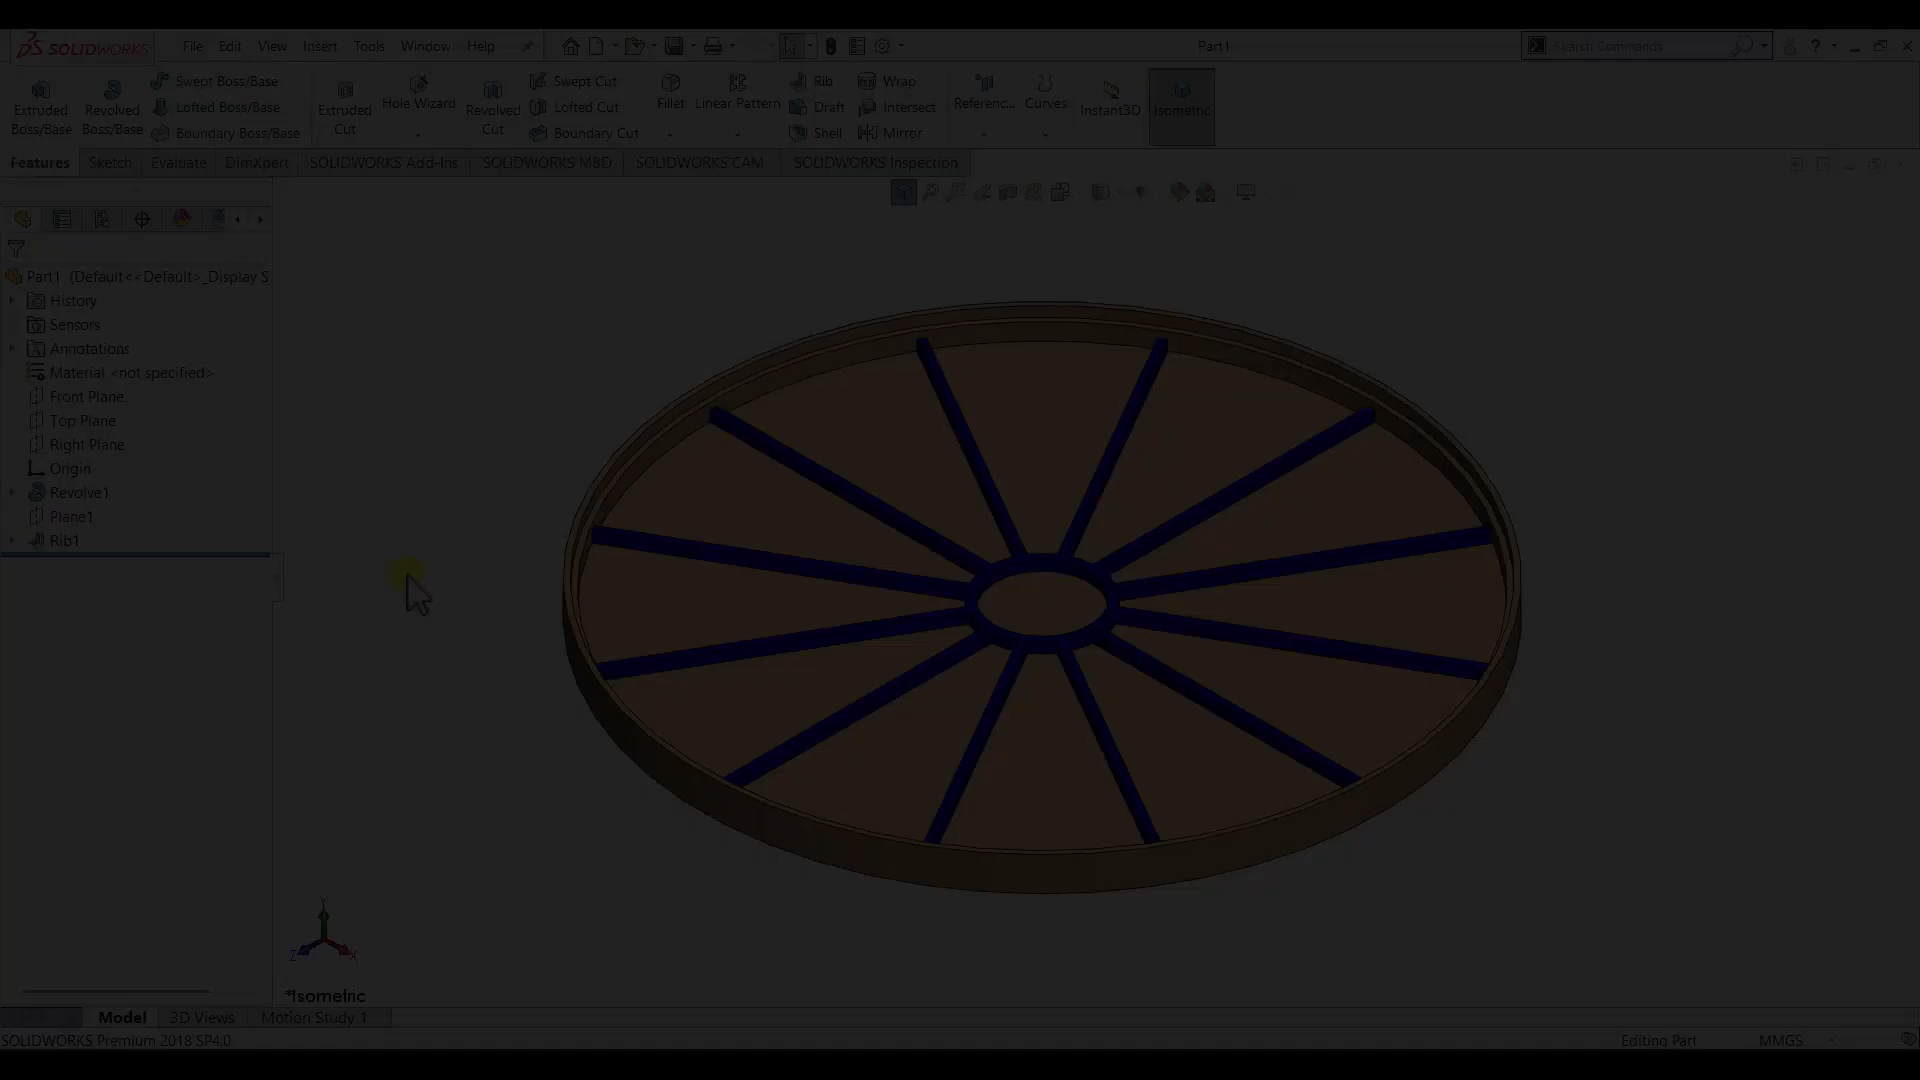 SOLIDWORKS File Edit View Insert Tools Window Help Part1 Search Commands ?
Extruded Boss/Base
Revolved Boss/Base
Swept Boss/Base
Lofted Boss/Base
Boundary Boss/Base
Extruded Cut
Hole Wizard
Revolved Cut
Swept Cut
Lofted Cut
Boundary Cut
Fillet
Linear Pattern
Rib
Draft
Shell
Wrap
Intersect
Mirror
Referenc...
Curves
Instant3D
Isometric
Features Sketch Evaluate DimXpert SOLIDWORKS Add-Ins SOLIDWORKS MBD SOLIDWORKS CAM SOLIDWORKS Inspection
Part1 (Default<<Default>_Display S
History
Sensors
Annotations
Material <not specified>
Front Plane
Top Plane
Right Plane
Origin
Revolve1
Plane1
Rib1
Y
Z
X
*Isometric
Model 3D Views Motion Study 1
SOLIDWORKS Premium 2018 SP4.0 Editing Part MMGS